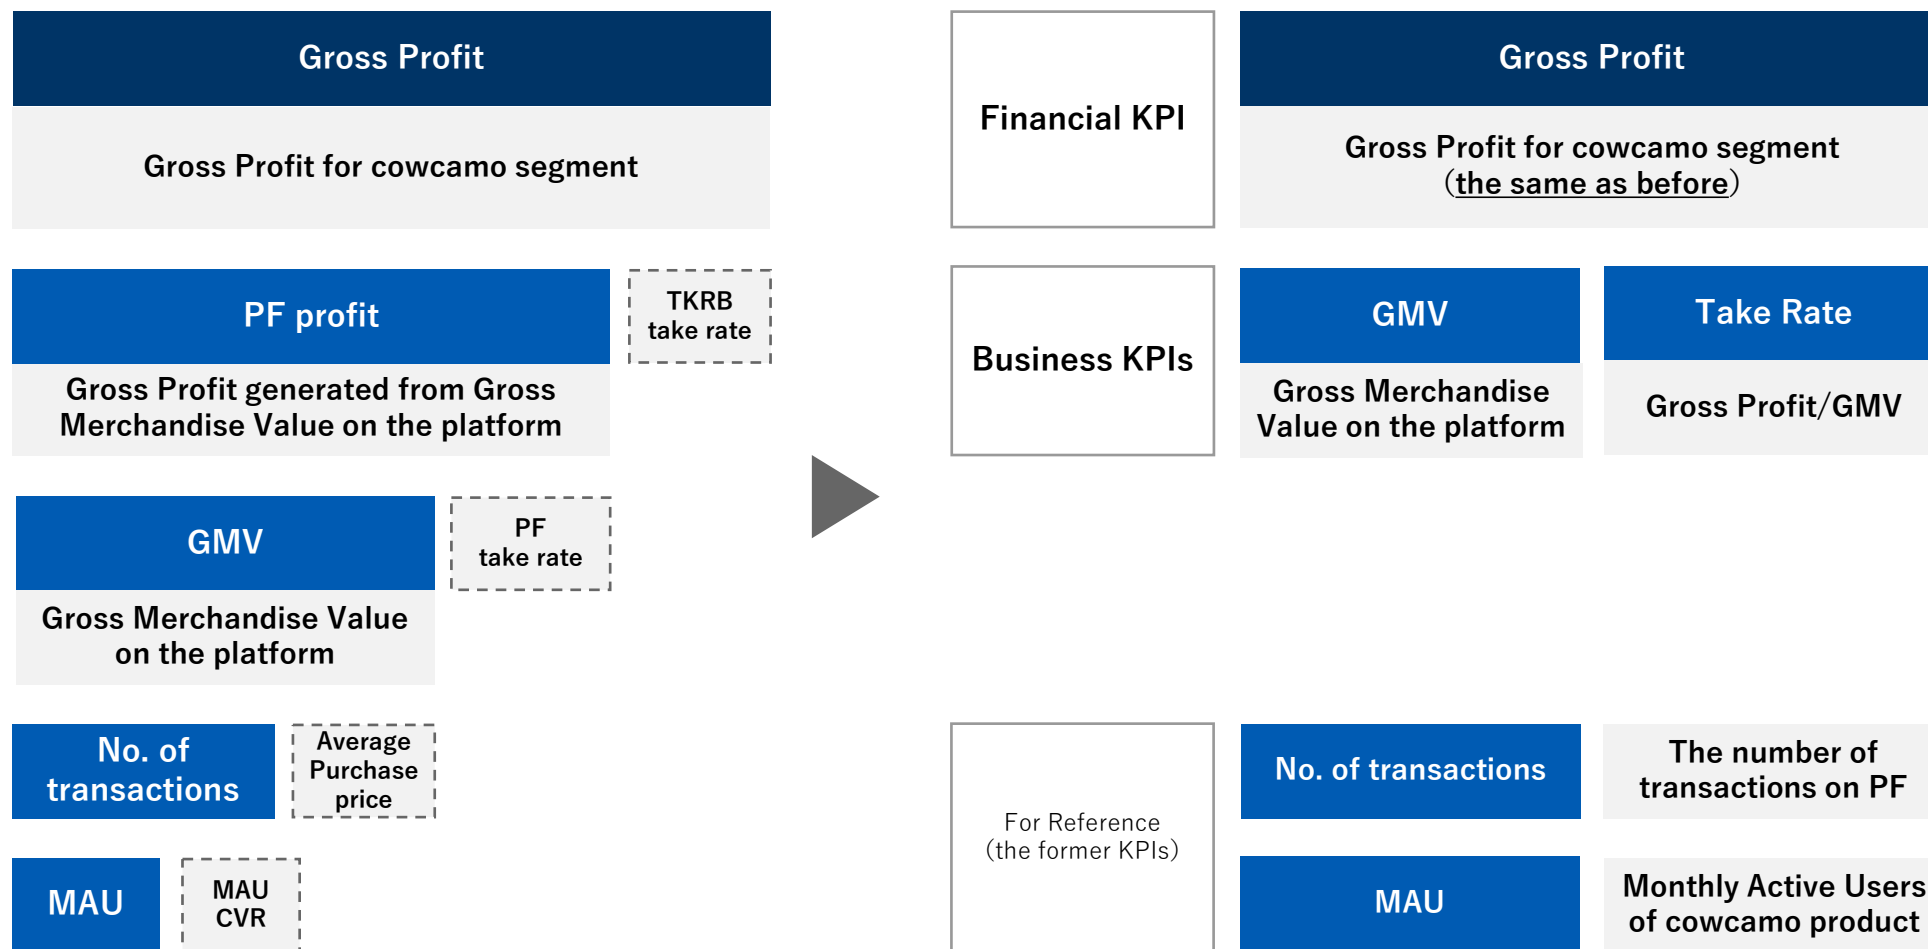 Gross Profit
Gross Profit for cowcamo segment
PF profit
TKRB
take rate
Gross Profit generated from Gross
Merchandise Value on the platform
GMV
PF
take rate
Gross Merchandise Value
on the platform
No. of
transactions
Average
Purchase
price
MAU
MAU
CVR
Financial KPI
Gross Profit
Gross Profit for cowcamo segment
(the same as before)
Business KPIs
GMV
Gross Merchandise
Value on the platform
Take Rate
Gross Profit/GMV
For Reference
(the former KPIs)
No. of transactions
The number of
transactions on PF
MAU
Monthly Active Users
of cowcamo product